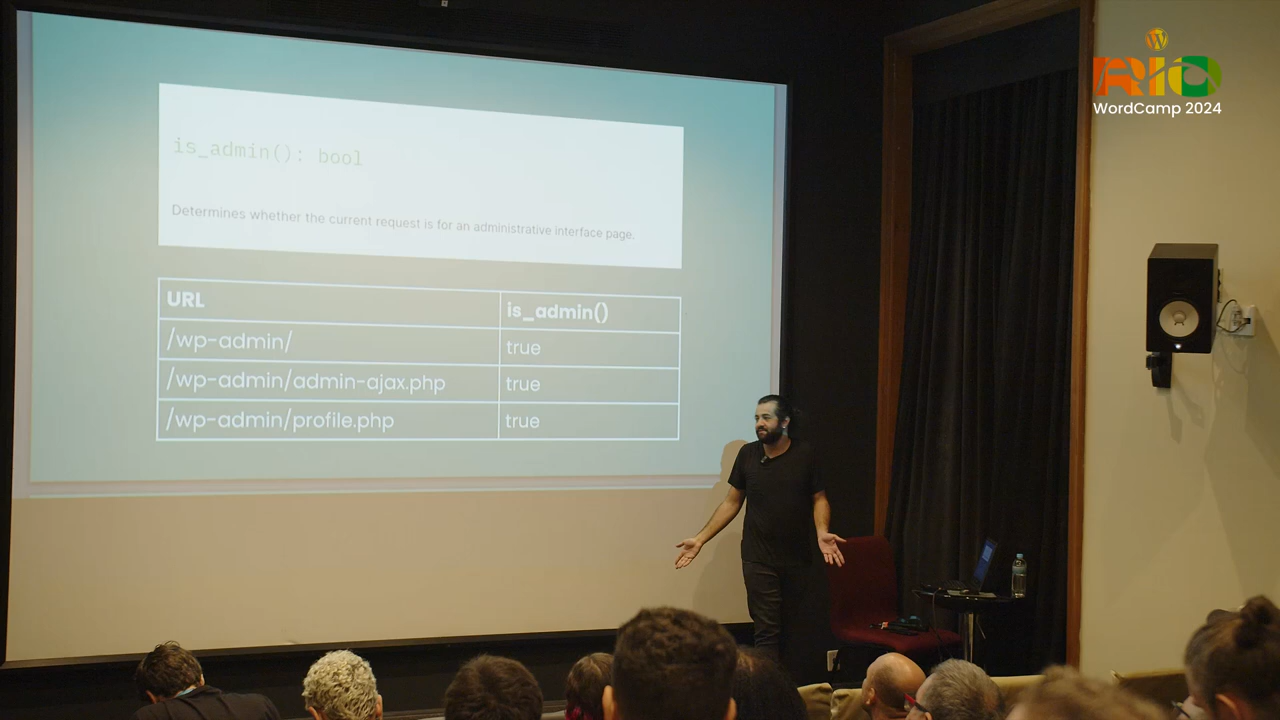 RiO
WordCamp 2024
is_admin(): bool
Determines whether the current request is for an administrative interface page.
URL is_admin()
/wp-admin/ true
/wp-admin/admin-ajax.php true
/wp-admin/profile.php true